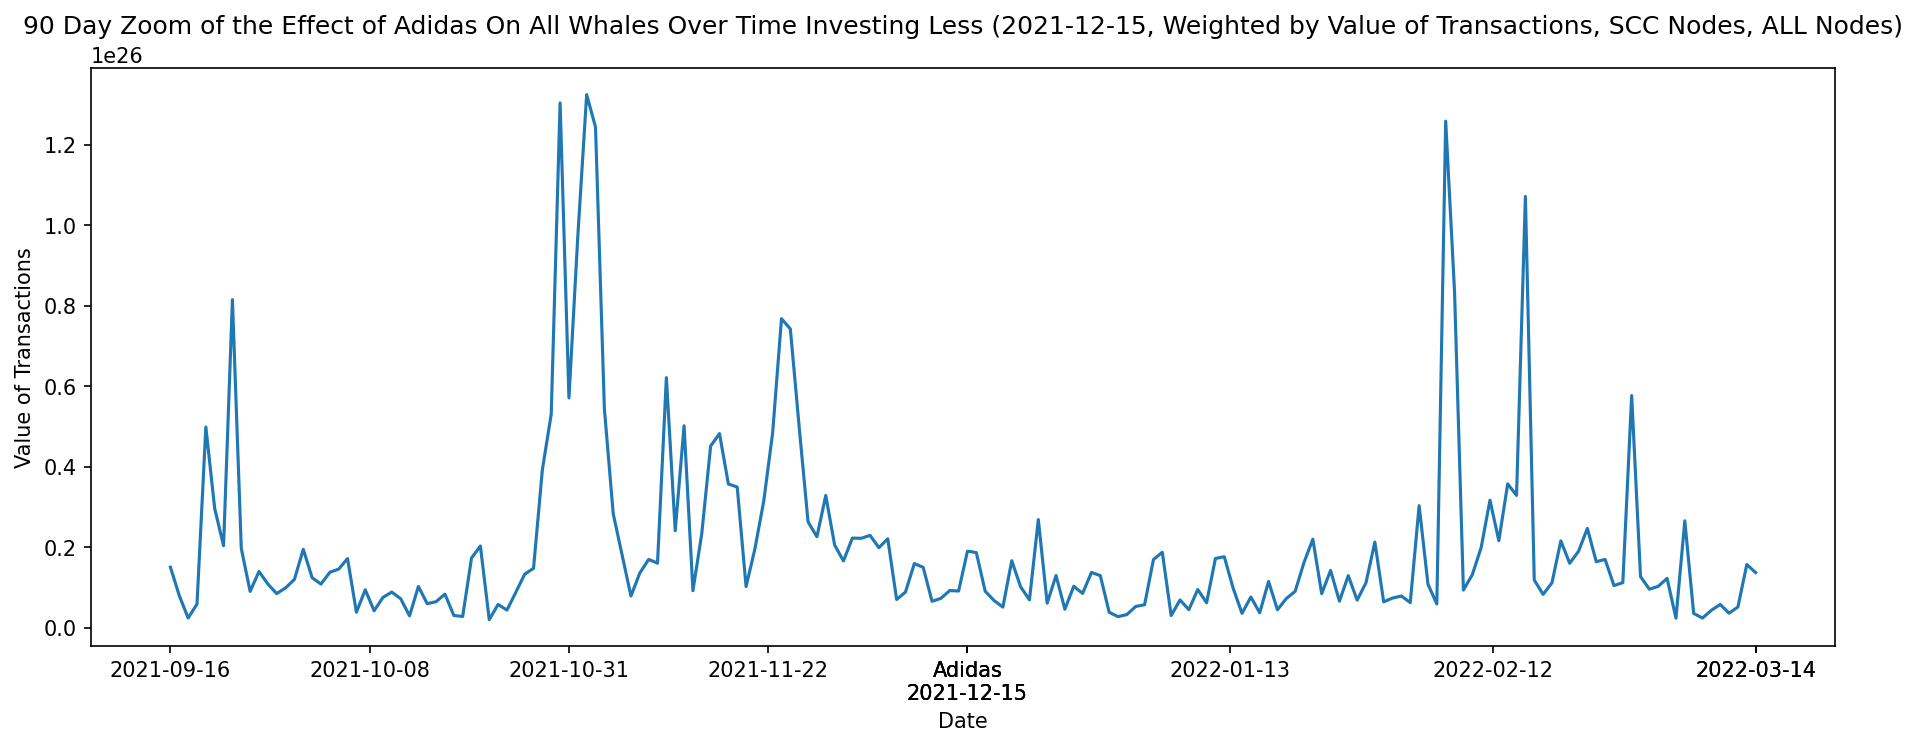 90 Day Zoom of the Effect of Adidas On All Whales Over Time Investing Less (2021-12-15, Weighted by Value of Transactions, SCC Nodes, ALL Nodes)
1e26
1.2
1.0
0.8
0.6
0.4
0.2
0.0
Value of Transactions
2021-09-16 2021-10-08 2021-10-31 2021-11-22 Adidas 2022-01-13 2022-02-12 2022-03-14
2021-12-15
Date